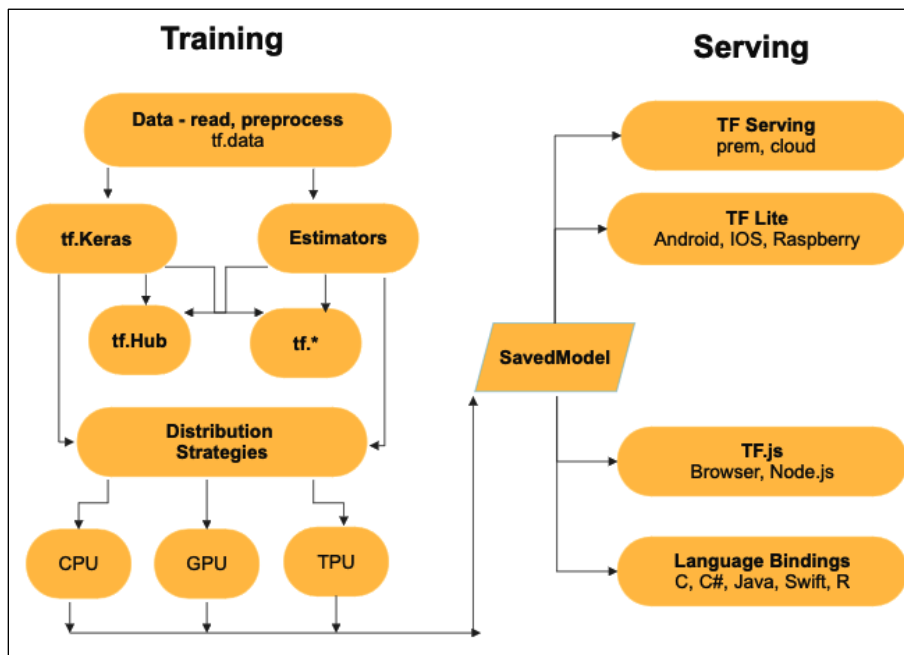 Training
Serving
Data - read, preprocess
tf.data
tf.Keras
Estimators
tf.Hub
tf.*
Distribution
Strategies
CPU
GPU
TPU
SavedModel
TF Serving
prem, cloud
TF Lite
Android, IOS, Raspberry
TF.js
Browser, Node.js
Language Bindings
C, C#, Java, Swift, R